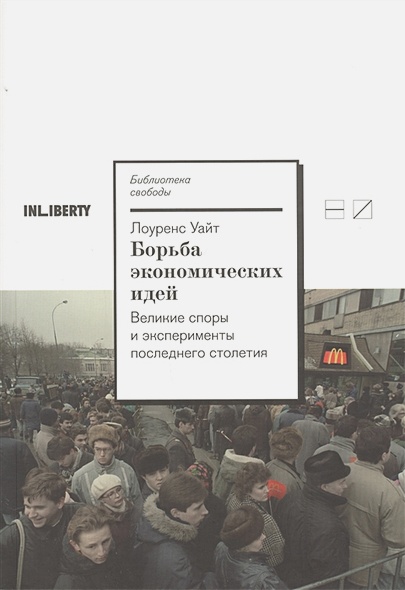 Библиотека
свободы
INLIBERTY
Лоуренс Уайт
Борьба
экономических
идей
Великие споры
и эксперименты
последнего столетия